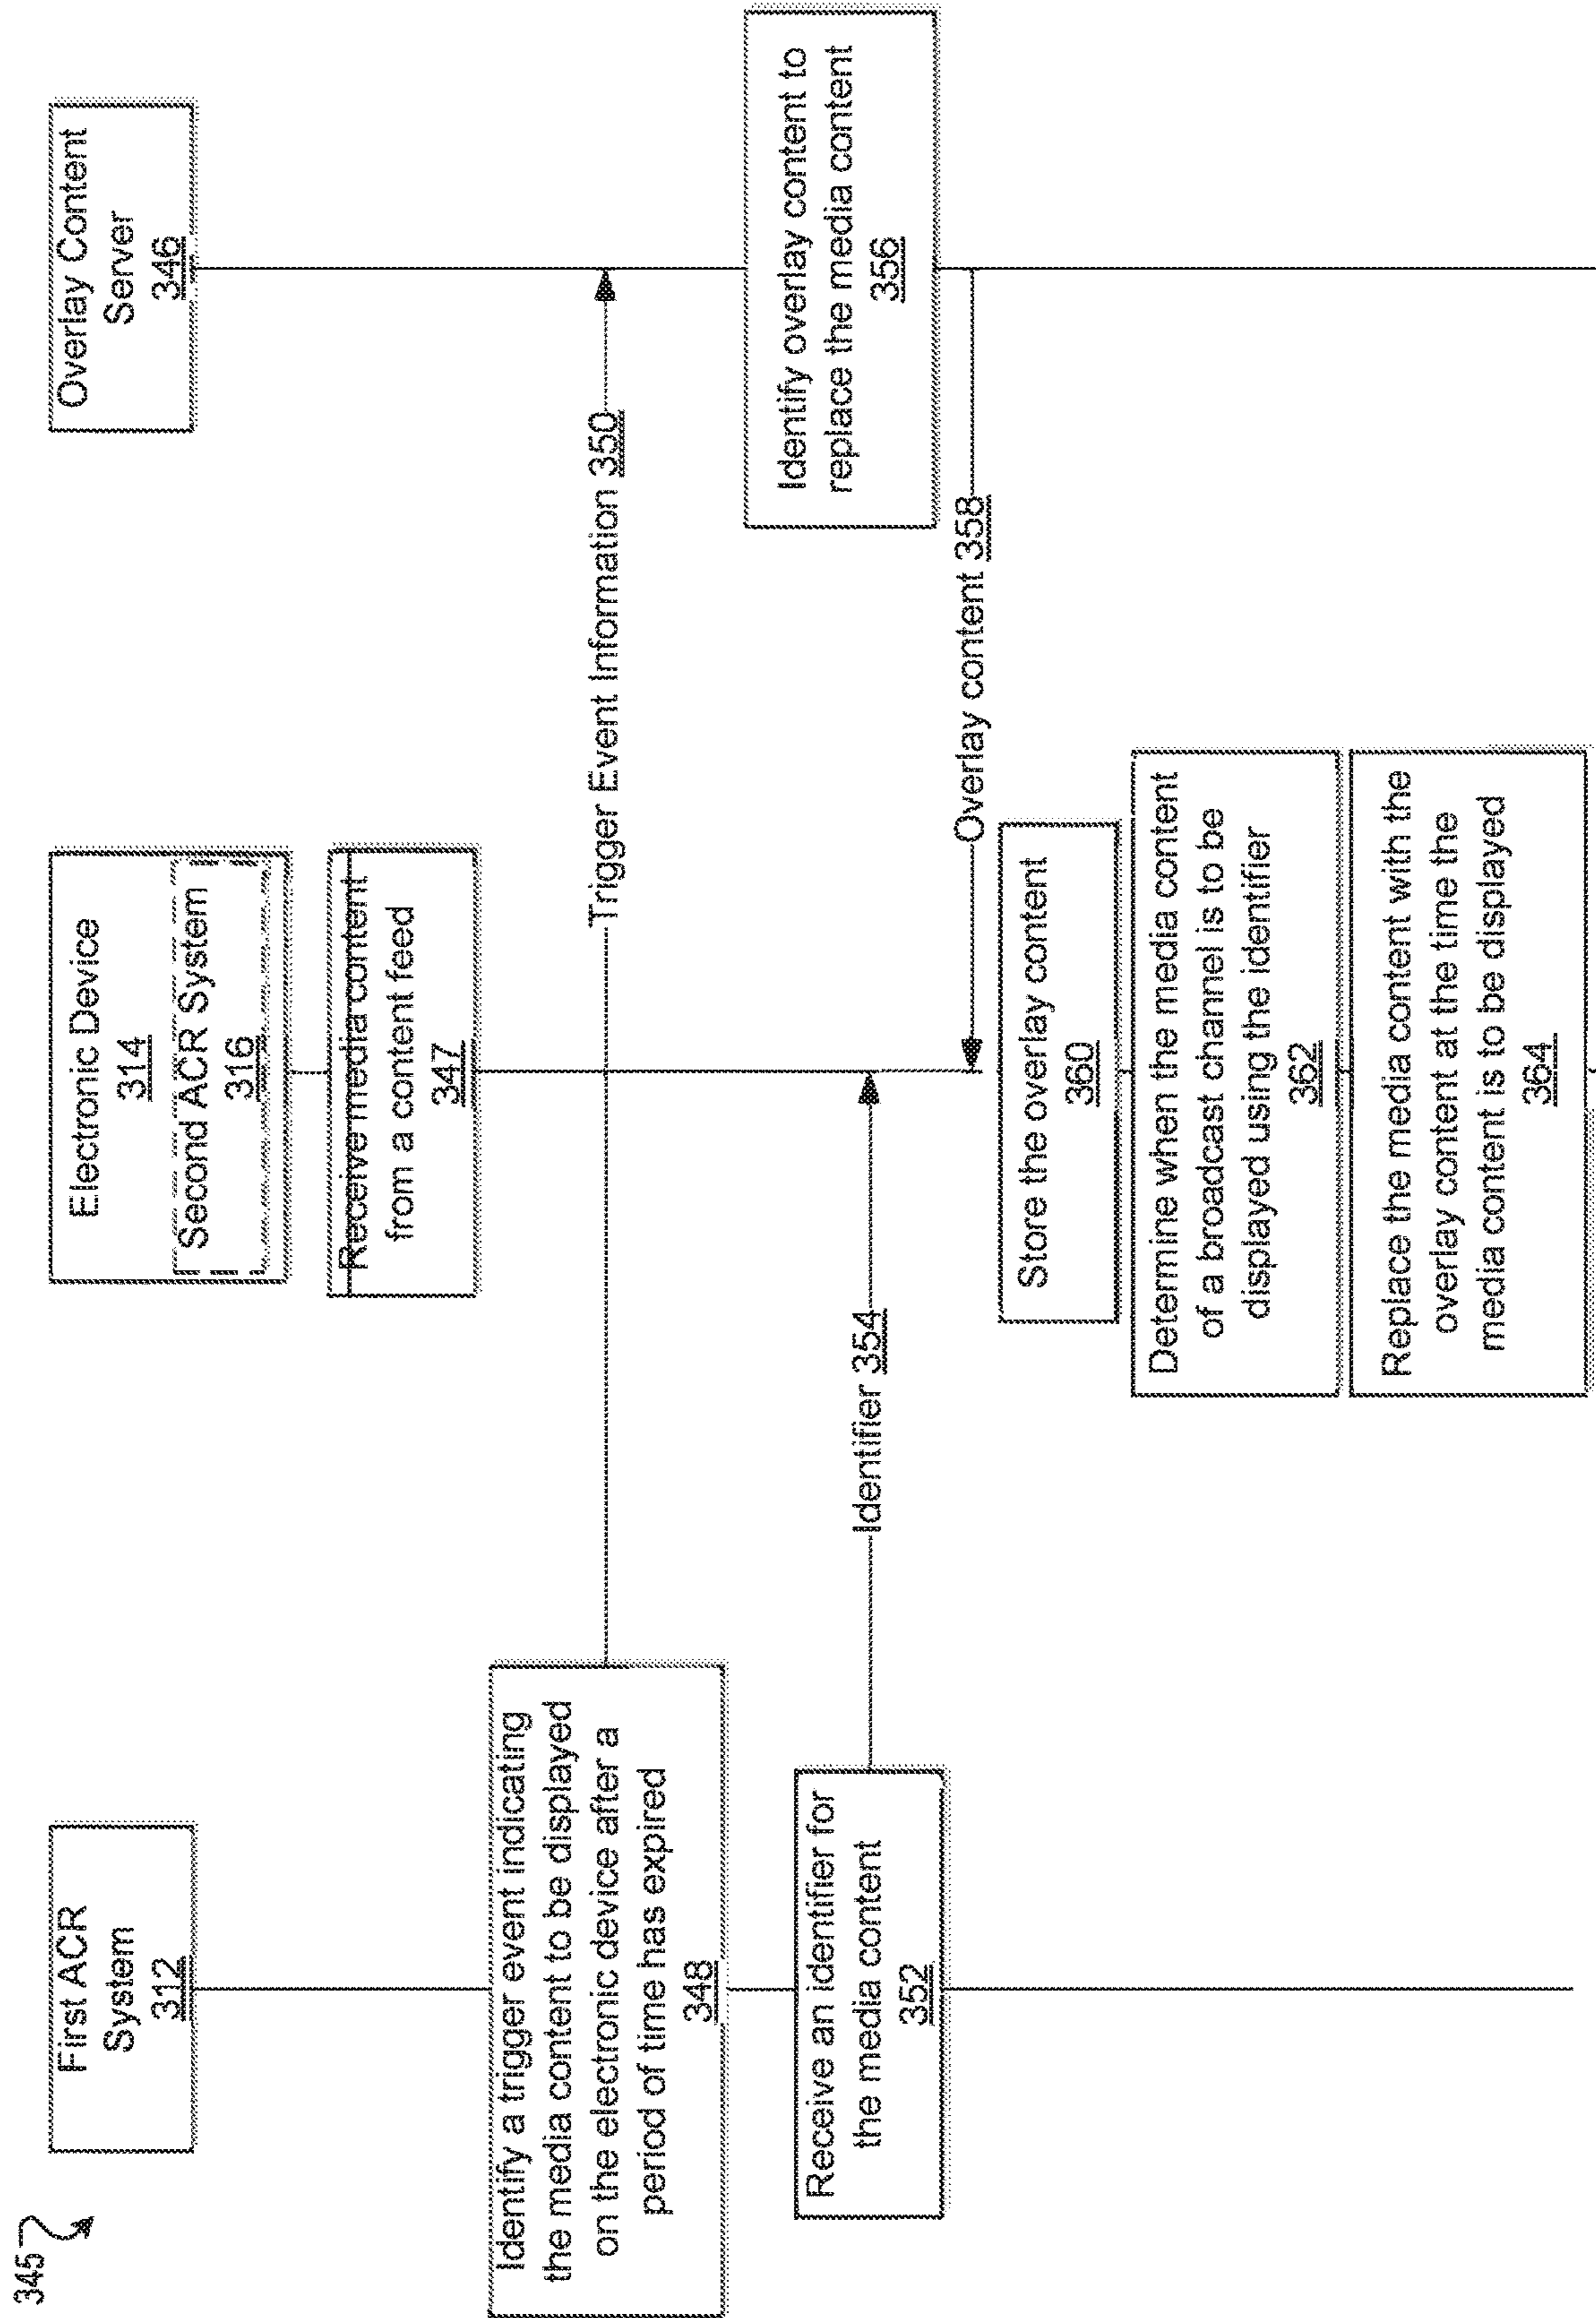 345
First ACR
System
312
Electronic Device
314
Second ACR System
316
Overlay Content
Server
346
Receive media content
from a content feed
347
Identify a trigger event indicating
the media content to be displayed
on the electronic device after a
period of time has expired
348
Trigger Event Information 350
Receive an identifier for
the media content
352
Identifier 354
Identify overlay content to
replace the media content
356
Overlay content 358
Store the overlay content
360
Determine when the media content
of a broadcast channel is to be
displayed using the identifier
362
Replace the media content with the
overlay content at the time the
media content is to be displayed
364